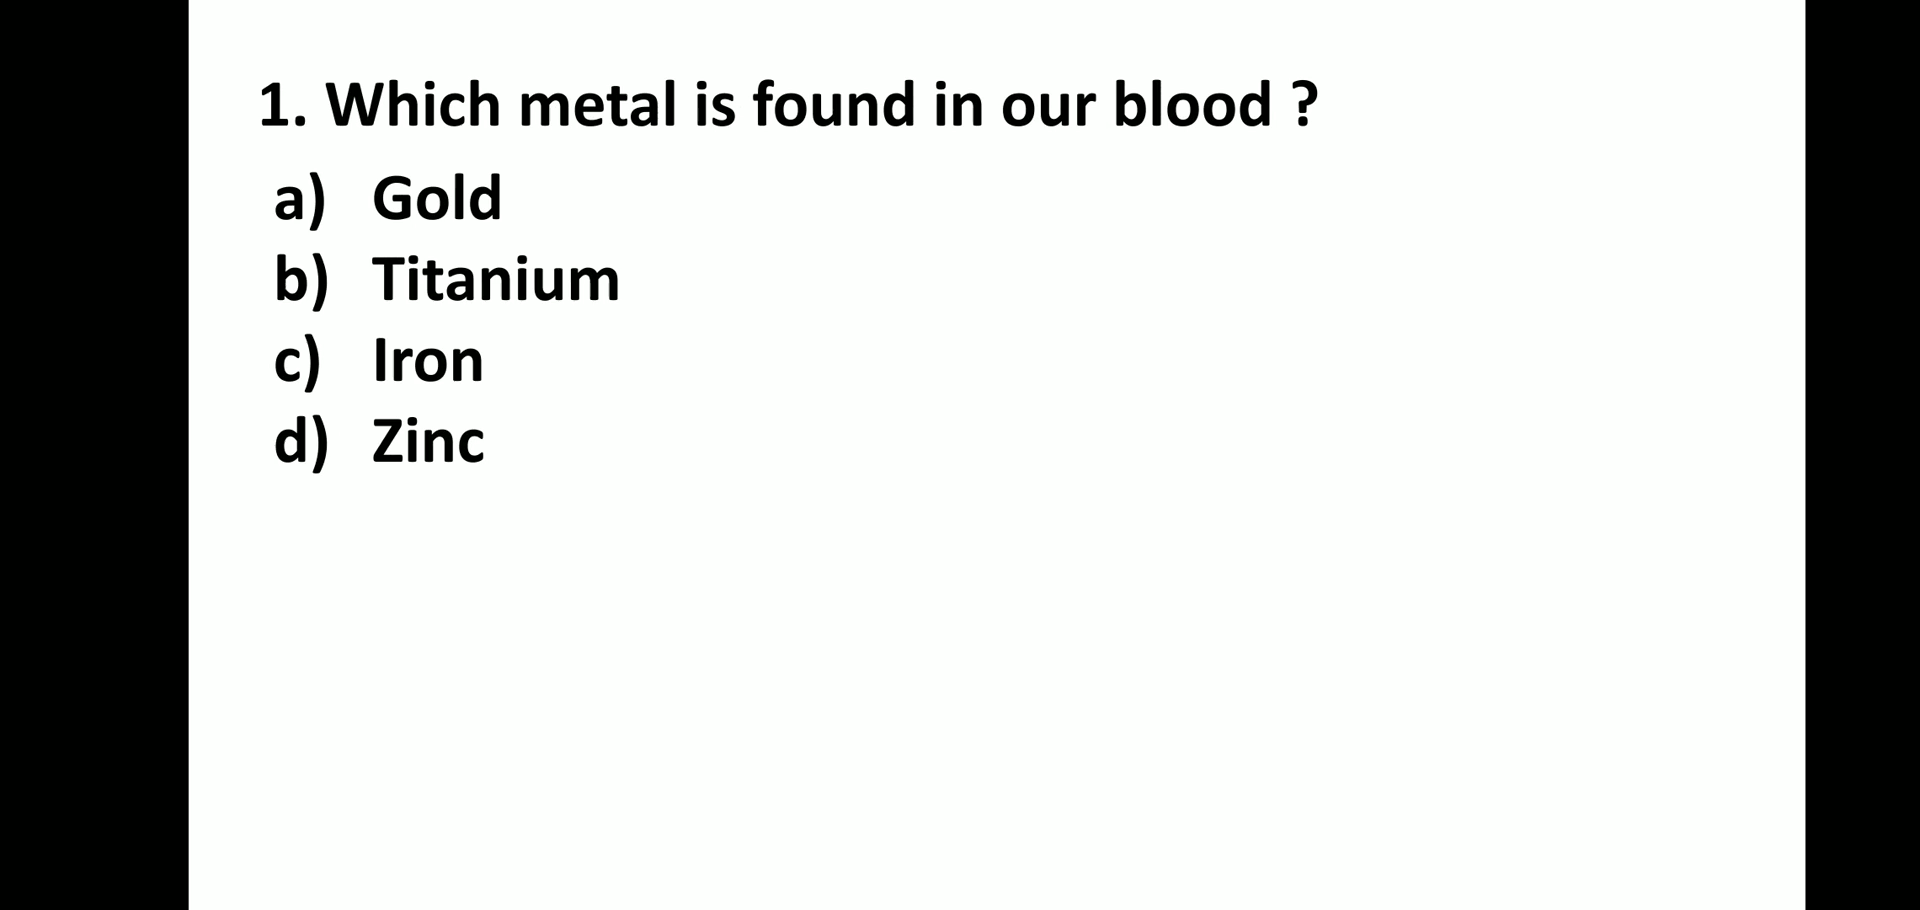 1. Which metal is found in our blood ?
a) Gold
b) Titanium
c) Iron
d) Zinc